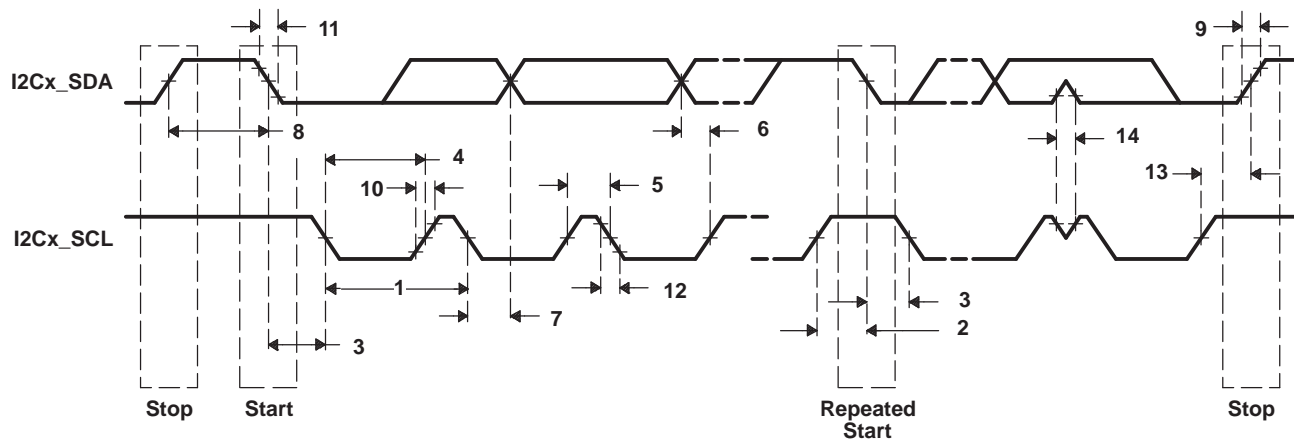 11
9
I2Cx_SDA
8
6
4
14
10
5
13
I2Cx_SCL
1
12
7
3
3
2
Stop
Start
Repeated
Start
Stop